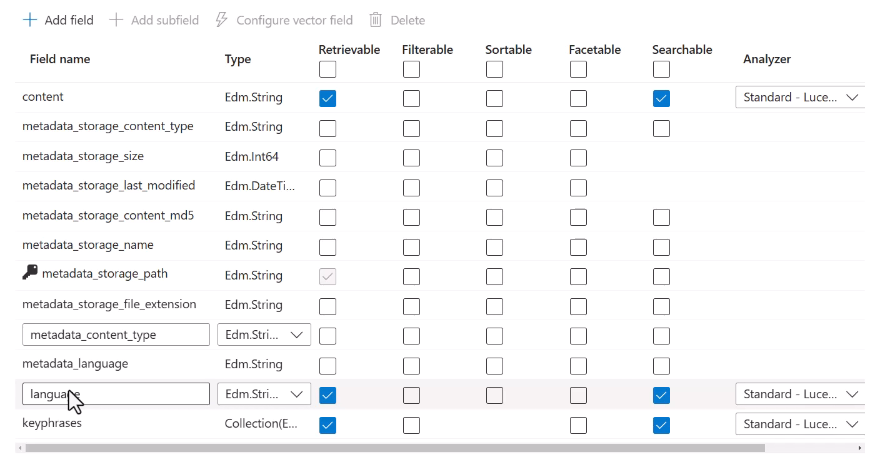 Add field Add subfield Configure vector field Delete
Field name Type Retrievable Filterable Sortable Facetable Searchable Analyzer
content Edm.String Standard - Luce...
metadata_storage_content_type Edm.String
metadata_storage_size Edm.Int64
metadata_storage_last_modified Edm.DateTi...
metadata_storage_content_md5 Edm.String
metadata_storage_name Edm.String
metadata_storage_path Edm.String
metadata_storage_file_extension Edm.String
metadata_content_type Edm.Stri...
metadata_language Edm.String
language Edm.Stri... Standard - Luce...
keyphrases Collection(E... Standard - Luce...